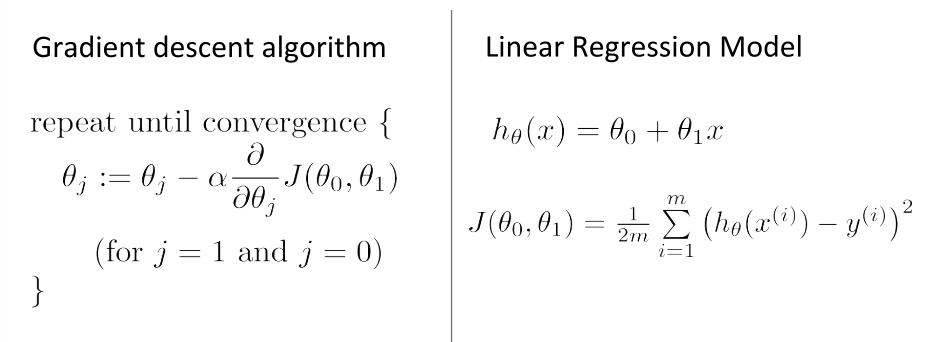 Gradient descent algorithm
repeat until convergence {
θ_j := θ_j − α ∂/∂θ_j J(θ_0, θ_1)
(for j = 1 and j = 0)
}
Linear Regression Model
h_θ(x) = θ_0 + θ_1x
J(θ_0, θ_1) = 1/2m ∑_{i=1}^{m} (h_θ(x^{(i)}) − y^{(i)})^2